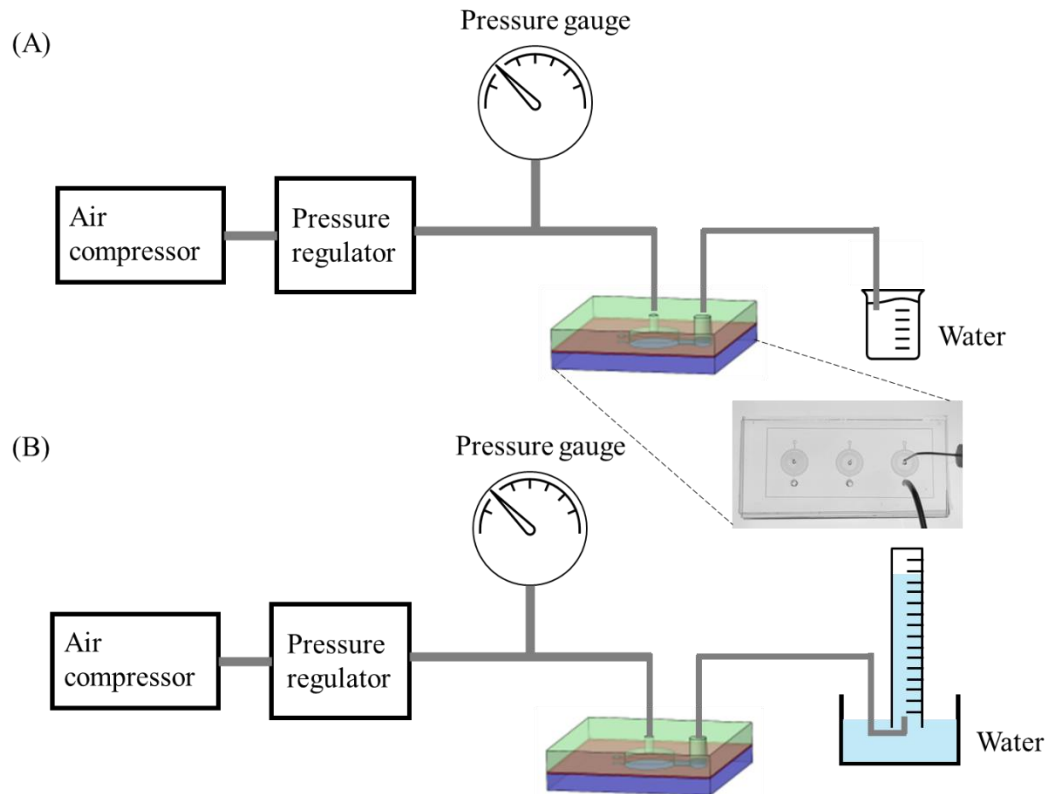 (A)
Pressure gauge
Air
compressor
Pressure
regulator
Water
(B)
Pressure gauge
Air
compressor
Pressure
regulator
Water